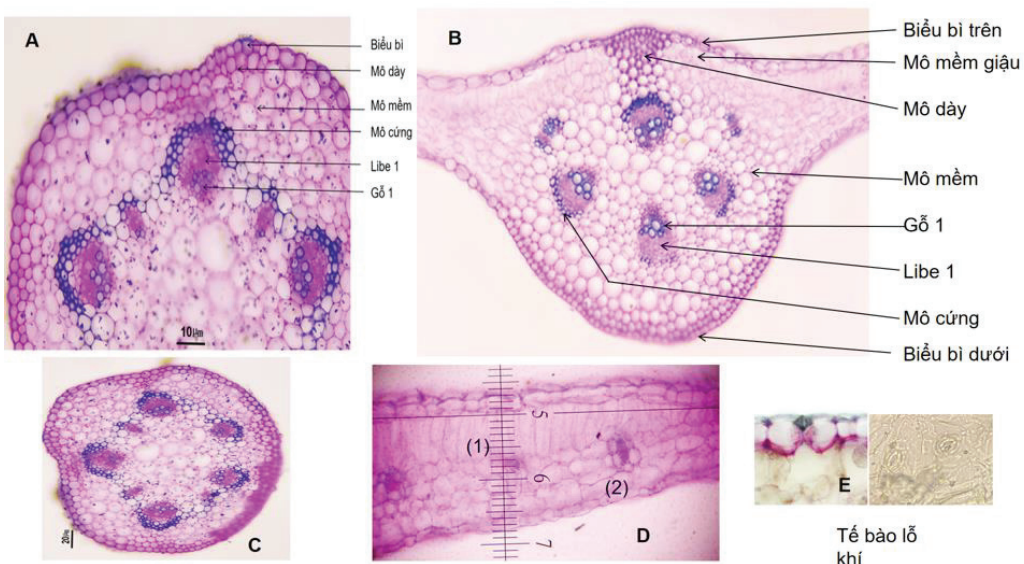 A
Biểu bì
Mô dày
Mô mềm
Mô cứng
Libe 1
Gỗ 1
10µm
B
Biểu bì trên
Mô mềm giậu
Mô dày
Mô mềm
Gỗ 1
Libe 1
Mô cứng
Biểu bì dưới
C
20µm
D
(1)
(2)
5
6
7
E
Tế bào lỗ
khí